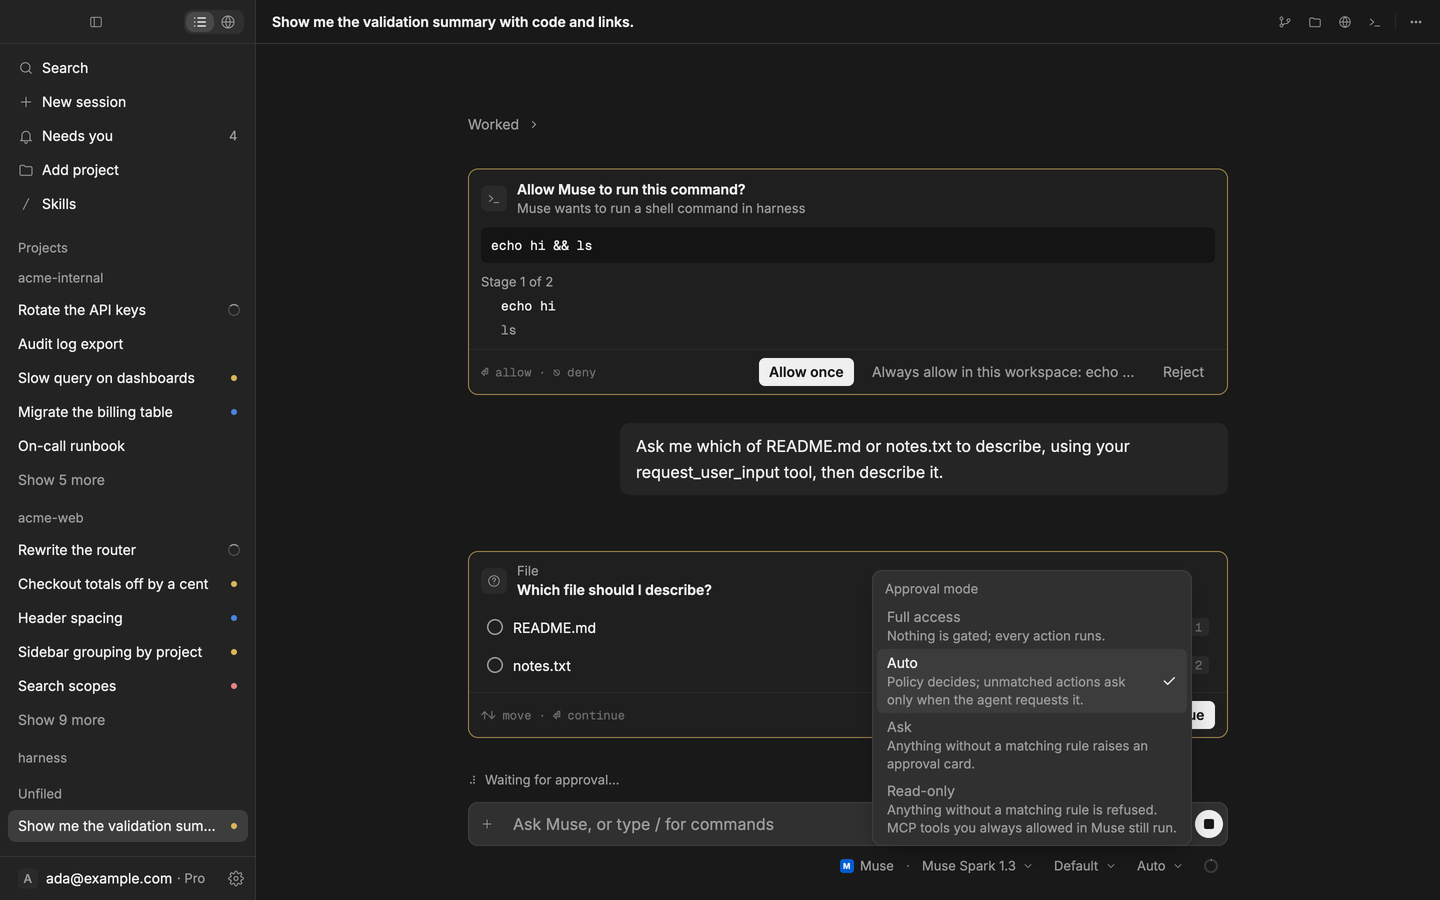 Show me the validation summary with code and links.
Search
New session
Needs you 4
Add project
Skills
Projects
acme-internal
Rotate the API keys
Audit log export
Slow query on dashboards
Migrate the billing table
On-call runbook
Show 5 more
acme-web
Rewrite the router
Checkout totals off by a cent
Header spacing
Sidebar grouping by project
Search scopes
Show 9 more
harness
Unfiled
Show me the validation sum...
A ada@example.com · Pro
Worked
Allow Muse to run this command?
Muse wants to run a shell command in harness
echo hi && ls
Stage 1 of 2
echo hi
ls
allow · deny
Allow once
Always allow in this workspace: echo ...
Reject
Ask me which of README.md or notes.txt to describe, using your
request_user_input tool, then describe it.
File
Which file should I describe?
README.md 1
notes.txt 2
move · continue
ue
Approval mode
Full access
Nothing is gated; every action runs.
Auto
Policy decides; unmatched actions ask
only when the agent requests it.
Ask
Anything without a matching rule raises an
approval card.
Read-only
Anything without a matching rule is refused.
MCP tools you always allowed in Muse still run.
Waiting for approval...
Ask Muse, or type / for commands
M Muse · Muse Spark 1.3 Default Auto